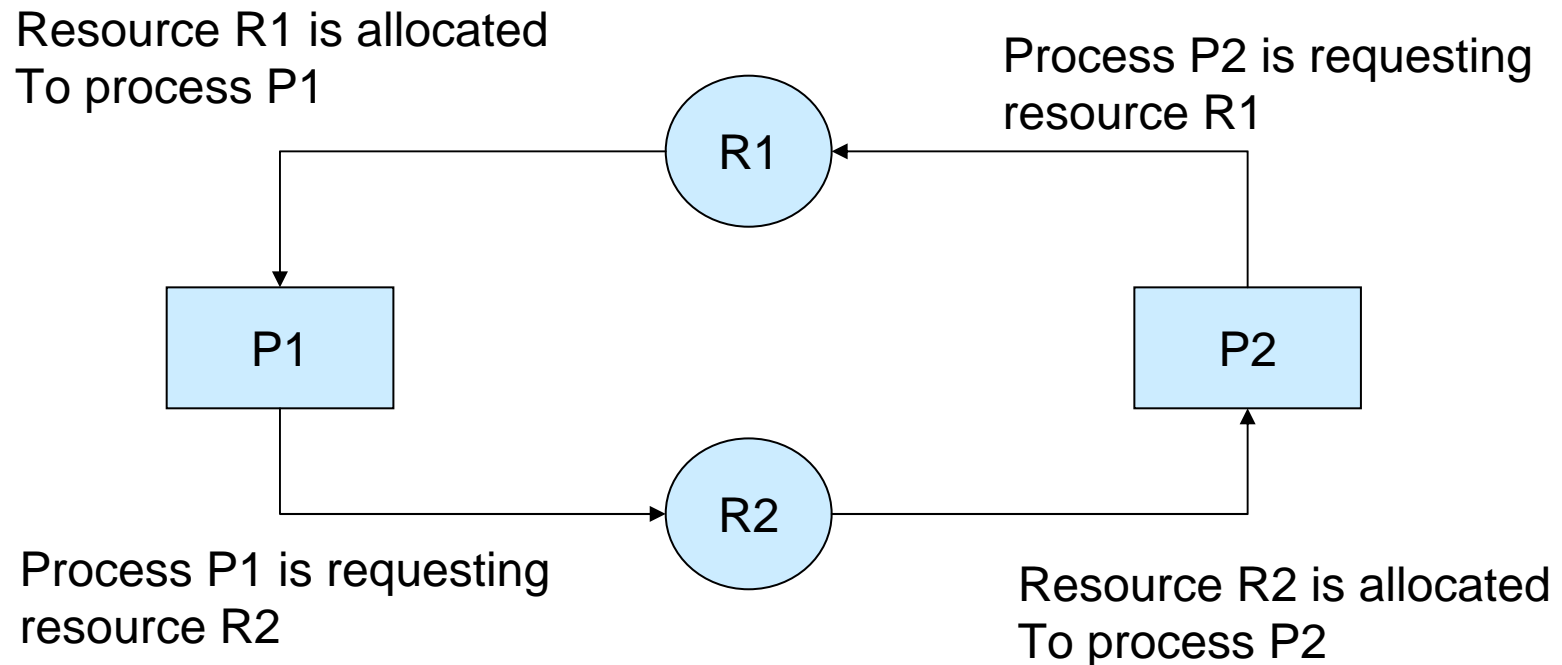 Resource R1 is allocated
To process P1
Process P2 is requesting
resource R1
R1
P1
P2
R2
Process P1 is requesting
resource R2
Resource R2 is allocated
To process P2